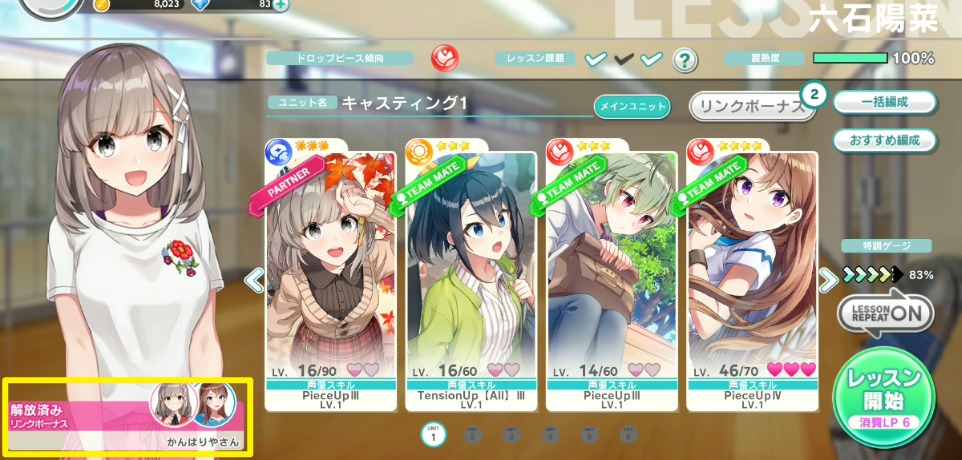 8,023
83
LESSON
六石陽菜
ドロップピース傾向
レッスン課題
?
習熟度
100%
ユニット名
キャスティング1
メインユニット
リンクボーナス
2
一括編成
おすすめ編成
PARTNER
TEAM MATE
TEAM MATE
TEAM MATE
特訓ゲージ
83%
LESSON
REPEAT ON
LV. 16/90
LV. 16/60
LV. 14/60
LV. 46/70
声優スキル
声優スキル
声優スキル
声優スキル
PieceUpⅢ
TensionUp【All】Ⅲ
PieceUpⅢ
PieceUpⅣ
LV.1
LV.1
LV.1
LV.1
レッスン
開始
消費LP 6
解放済み
リンクボーナス
かんばりやさん
UNIT
1
2
3
4
5
6